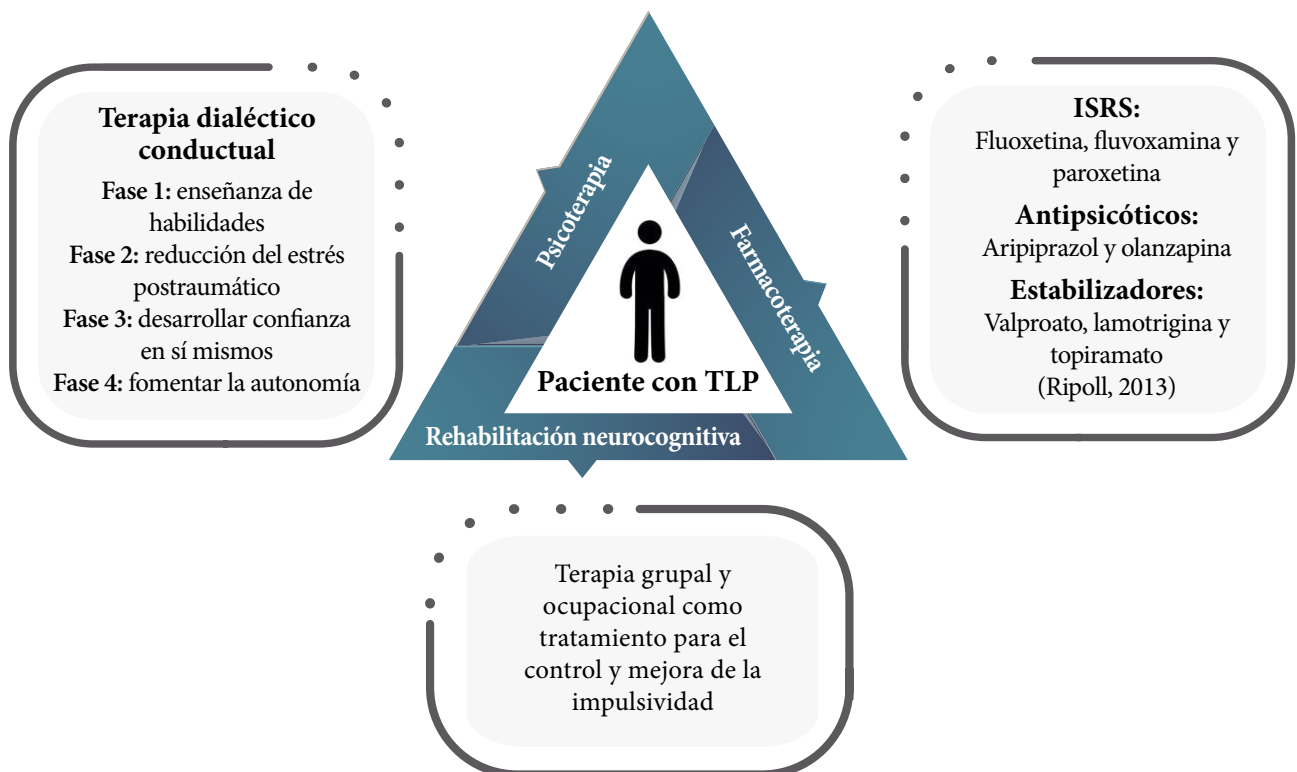 Terapia dialéctico
conductual
Fase 1: enseñanza de
habilidades
Fase 2: reducción del estrés
postraumático
Fase 3: desarrollar confianza
en sí mismos
Fase 4: fomentar la autonomía
Psicoterapia
Farmacoterapia
Paciente con TLP
Rehabilitación neurocognitiva
ISRS:
Fluoxetina, fluvoxamina y
paroxetina
Antipsicóticos:
Aripiprazol y olanzapina
Estabilizadores:
Valproato, lamotrigina y
topiramato
(Ripoll, 2013)
Terapia grupal y
ocupacional como
tratamiento para el
control y mejora de la
impulsividad